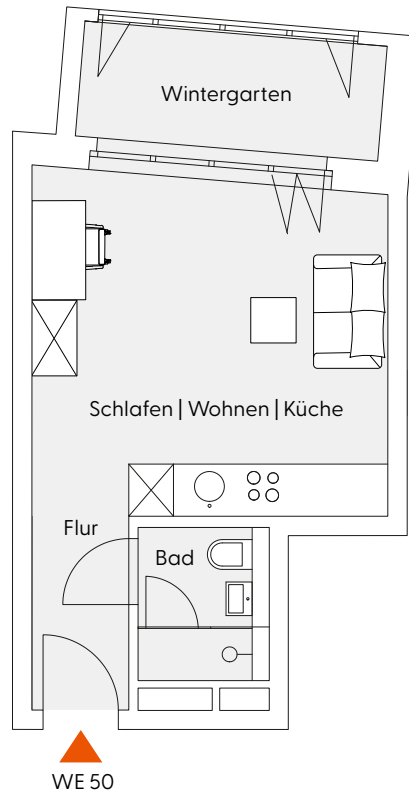 Wintergarten
Schlafen | Wohnen | Küche
Flur
Bad
WE 50